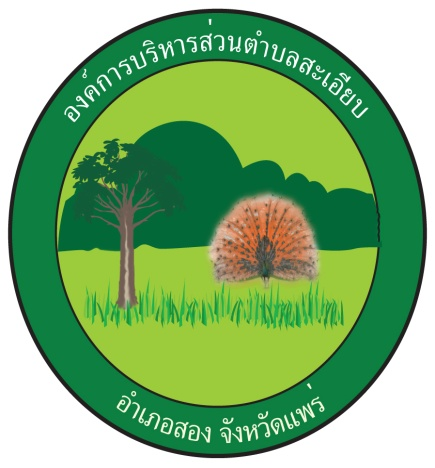 องค์การบริหารส่วนตำบลสะเอียบ
อำเภอสอง จังหวัดแพร่